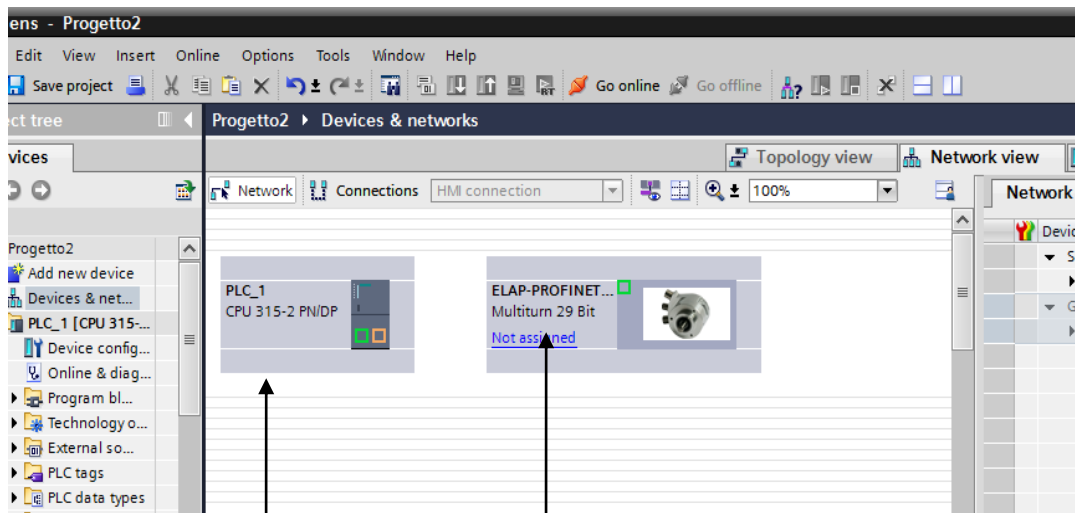 ens - Progetto2
Edit View Insert Online Options Tools Window Help
Save project Go online Go offline
ect tree
Progetto2 Devices & networks
vices
Topology view Network view
Network Connections HMI connection 100% Network
Devic
Progetto2
Add new device
Devices & net...
PLC_1 [CPU 315-...
Device config...
Online & diag...
Program bl...
Technology o...
External so...
PLC tags
PLC data types
PLC_1
CPU 315-2 PN/DP
ELAP-PROFINET...
Multiturn 29 Bit
Not assigned
S
G